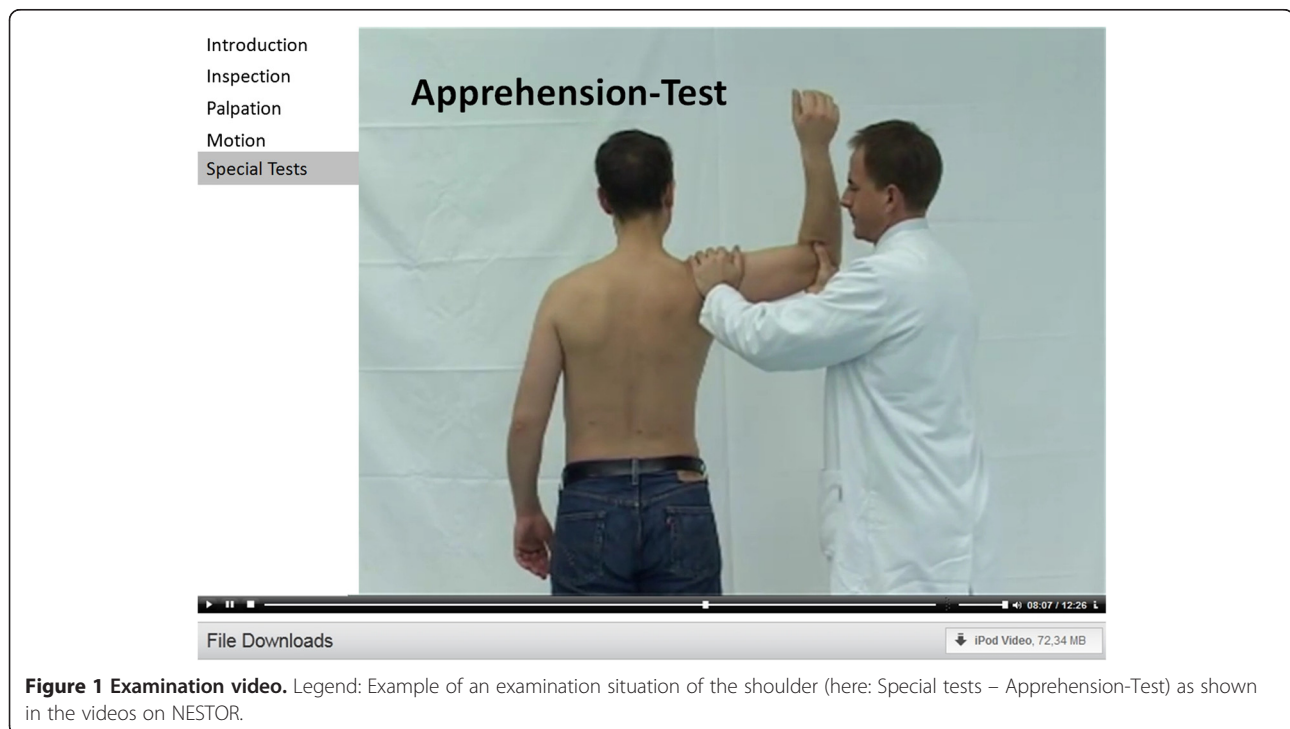 Introduction
Inspection
Palpation
Motion
Special Tests
Apprehension-Test
08:07 / 12:26
File Downloads
iPod Video, 72,34 MB
Figure 1 Examination video. Legend: Example of an examination situation of the shoulder (here: Special tests – Apprehension-Test) as shown
in the videos on NESTOR.